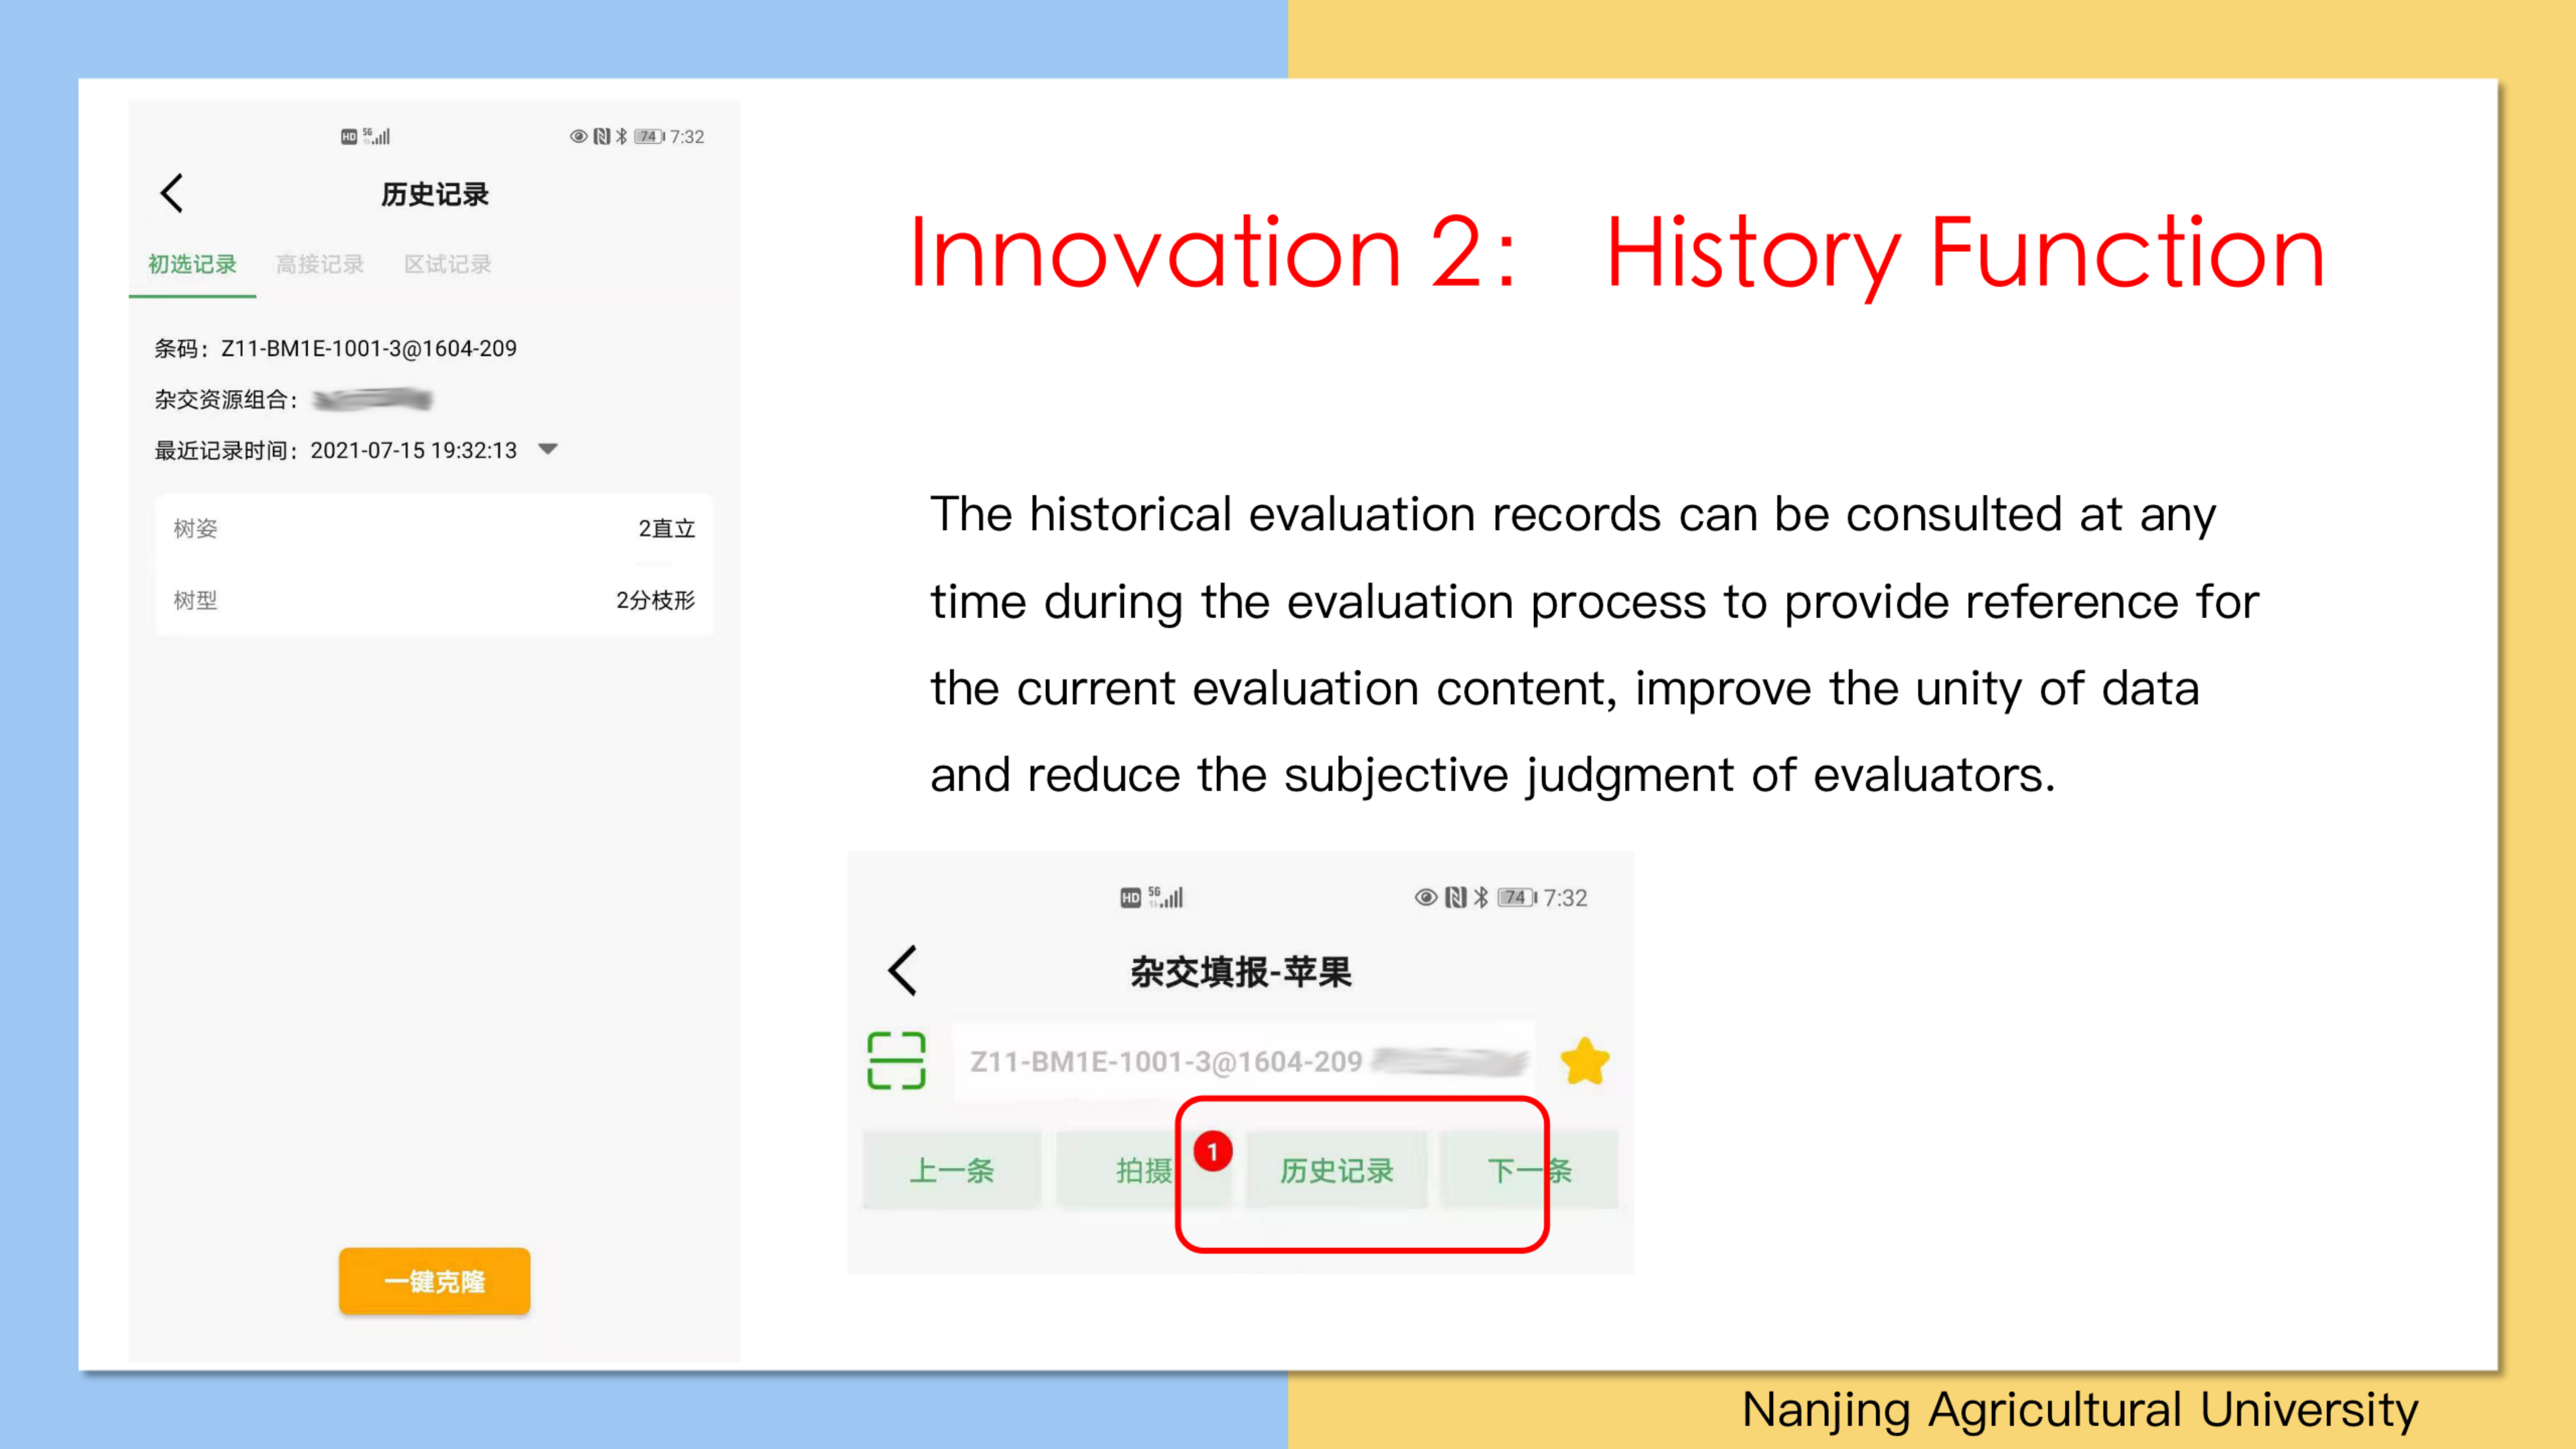 HD 5G 74 7:32
历史记录
初选记录 高接记录 区试记录
条码：Z11-BM1E-1001-3@1604-209
杂交资源组合：
最近记录时间：2021-07-15 19:32:13
树姿 2直立
树型 2分枝形
一键克隆
Innovation 2： History Function
The historical evaluation records can be consulted at any
time during the evaluation process to provide reference for
the current evaluation content, improve the unity of data
and reduce the subjective judgment of evaluators.
HD 5G 74 7:32
杂交填报-苹果
Z11-BM1E-1001-3@1604-209
上一条 拍摄 1 历史记录 下一条
Nanjing Agricultural University